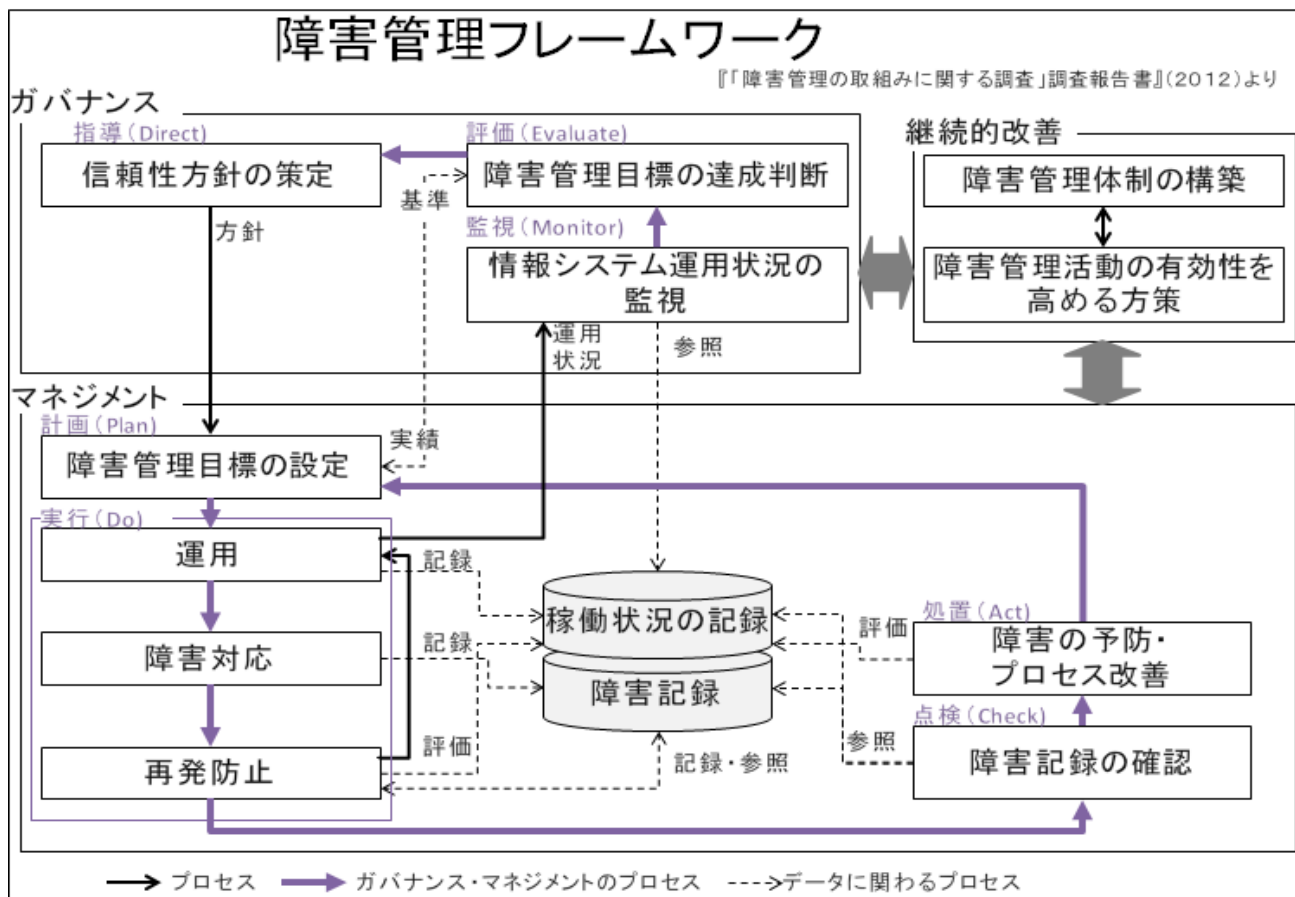 障害管理フレームワーク
『「障害管理の取組みに関する調査」調査報告書』(2012)より
ガバナンス
指導(Direct)
信頼性方針の策定
評価(Evaluate)
障害管理目標の達成判断
基準
方針
監視(Monitor)
情報システム運用状況の
監視
運用
状況
参照
継続的改善
障害管理体制の構築
障害管理活動の有効性を
高める方策
マネジメント
計画(Plan)
障害管理目標の設定
実績
実行(Do)
運用
記録
障害対応
記録
再発防止
評価
稼働状況の記録
障害記録
記録・参照
処置(Act)
評価
障害の予防・
プロセス改善
点検(Check)
参照
障害記録の確認
プロセス
ガバナンス・マネジメントのプロセス
データに関わるプロセス